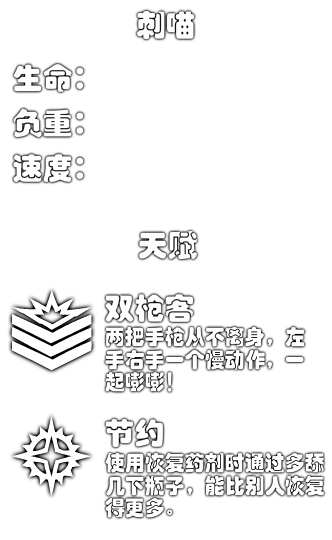 刺喵
生命：
负重：
速度：
天赋
双枪客
两把手枪从不离身，左
手右手一个慢动作，一
起嘭嘭！
节约
使用恢复药剂时通过多舔
几下瓶子，能比别人恢复
得更多。